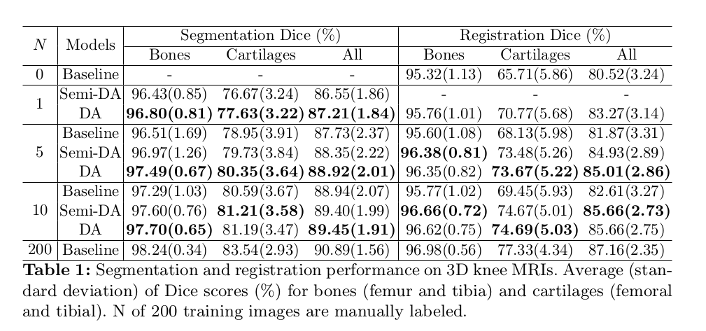 N Models Segmentation Dice (%) Registration Dice (%)
Bones Cartilages All Bones Cartilages All
0 Baseline - - - 95.32(1.13) 65.71(5.86) 80.52(3.24)
1 Semi-DA 96.43(0.85) 76.67(3.24) 86.55(1.86) - - -
DA 96.80(0.81) 77.63(3.22) 87.21(1.84) 95.76(1.01) 70.77(5.68) 83.27(3.14)
5 Baseline 96.51(1.69) 78.95(3.91) 87.73(2.37) 95.60(1.08) 68.13(5.98) 81.87(3.31)
Semi-DA 96.97(1.26) 79.73(3.84) 88.35(2.22) 96.38(0.81) 73.48(5.26) 84.93(2.89)
DA 97.49(0.67) 80.35(3.64) 88.92(2.01) 96.35(0.82) 73.67(5.22) 85.01(2.86)
10 Baseline 97.29(1.03) 80.59(3.67) 88.94(2.07) 95.77(1.02) 69.45(5.93) 82.61(3.27)
Semi-DA 97.60(0.76) 81.21(3.58) 89.40(1.99) 96.66(0.72) 74.67(5.01) 85.66(2.73)
DA 97.70(0.65) 81.19(3.47) 89.45(1.91) 96.62(0.75) 74.69(5.03) 85.66(2.75)
200 Baseline 98.24(0.34) 83.54(2.93) 90.89(1.56) 96.98(0.56) 77.33(4.34) 87.16(2.35)
Table 1: Segmentation and registration performance on 3D knee MRIs. Average (stan-
dard deviation) of Dice scores (%) for bones (femur and tibia) and cartilages (femoral
and tibial). N of 200 training images are manually labeled.